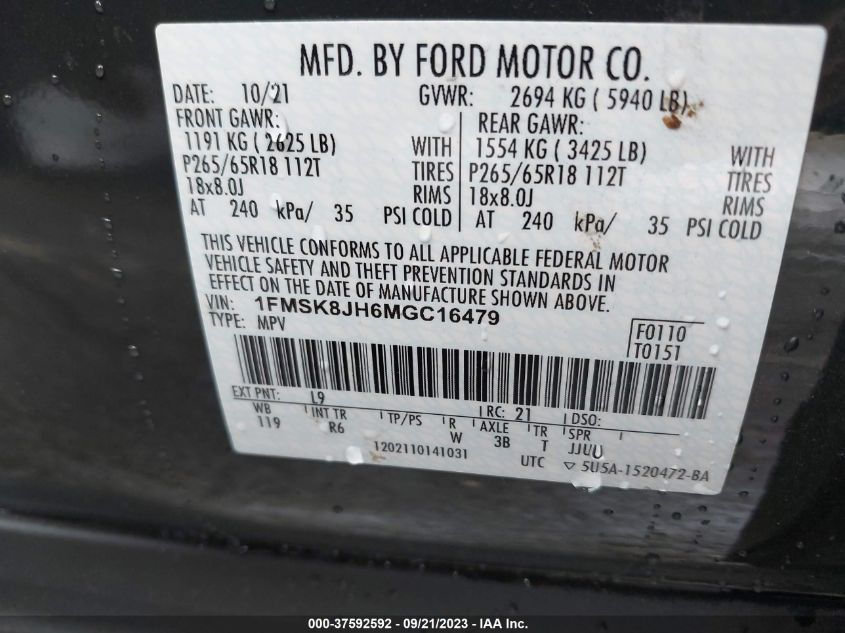 MFD. BY FORD MOTOR CO.
DATE: 10/21 GVWR: 2694 KG ( 5940 LB)
FRONT GAWR: REAR GAWR:
1191 KG ( 2625 LB) WITH 1554 KG ( 3425 LB) WITH
P265/65R18 112T TIRES P265/65R18 112T TIRES
18x8.0J RIMS 18x8.0J RIMS
AT 240 kPa/ 35 PSI COLD AT 240 kPa/ 35 PSI COLD
THIS VEHICLE CONFORMS TO ALL APPLICABLE FEDERAL MOTOR
VEHICLE SAFETY AND THEFT PREVENTION STANDARDS IN
EFFECT ON THE DATE OF MANUFACTURE SHOWN ABOVE.
VIN: 1FMSK8JH6MGC16479
TYPE: MPV
F0110
T0151
EXT PNT: L9 RC: 21 DSO:
WB INT TR TP/PS R AXLE TR SPR
119 R6 W 3B T JJUU
1202110141031 UTC ▽ 5U5A-1520472-BA
000-37592592 - 09/21/2023 - IAA Inc.